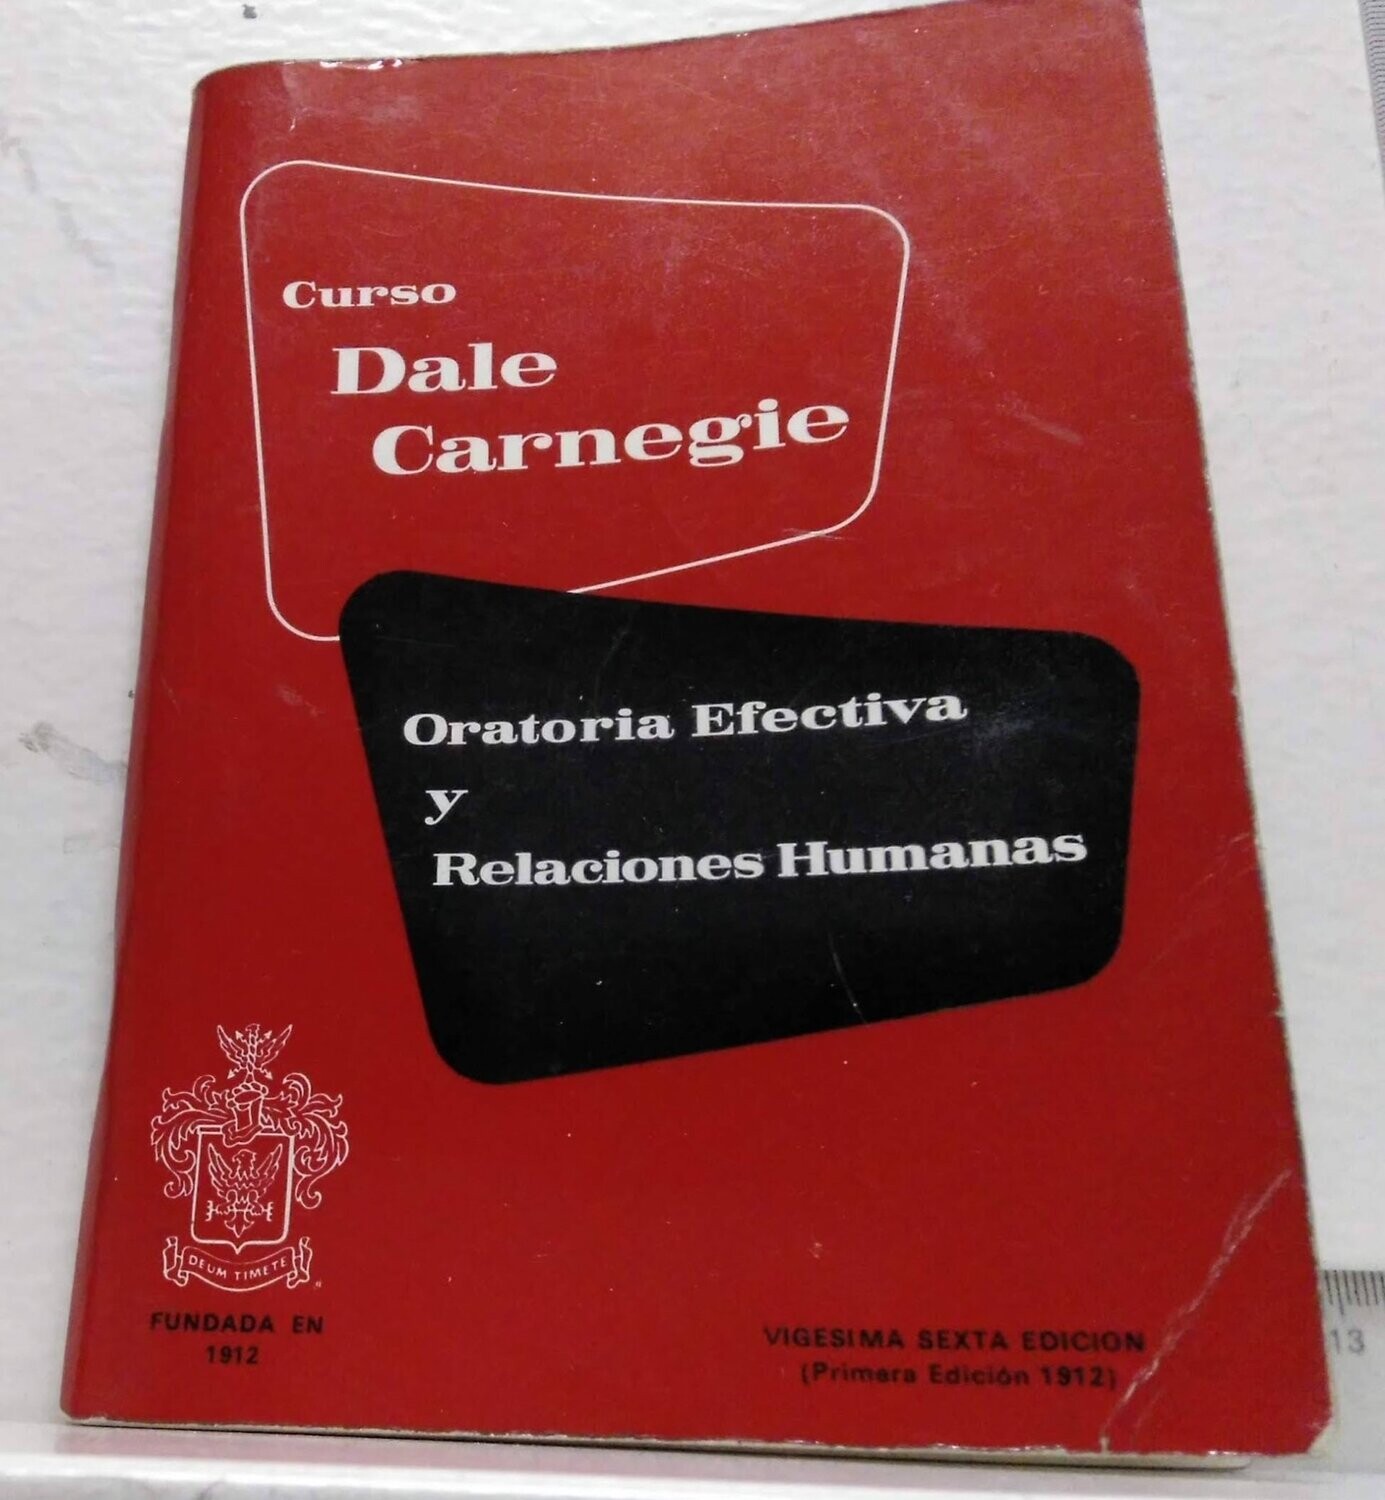 Curso
Dale
Carnegie
Oratoria Efectiva
y
Relaciones Humanas
DEUM TIMETE
FUNDADA EN
1912
VIGESIMA SEXTA EDICION
(Primera Edición 1912)
13